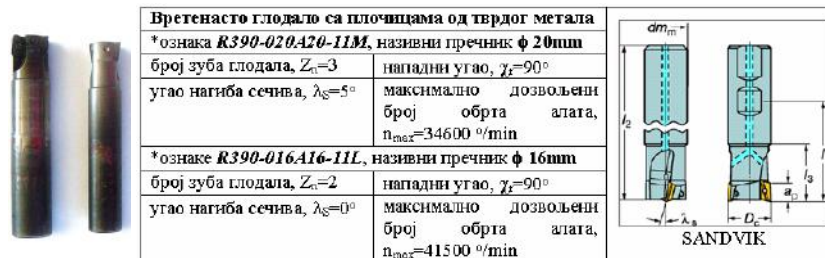 Вретенасто глодало са плочицама од тврдог метала
*ознака R390-020A20-11M, називни пречник ϕ 20mm
број зуба глодала, Zₙ=3
нападни угао, χᵣ=90°
угао нагиба сечива, λₛ=5°
максимално дозвољени
број обрта алата,
nₘₐₓ=34600 °/min
*ознаке R390-016A16-11L, називни пречник ϕ 16mm
број зуба глодала, Zₙ=2
нападни угао, χᵣ=90°
угао нагиба сечива, λₛ=0°
максимално дозвољени
број обрта алата,
nₘₐₓ=41500 °/min
dmₘ
l₂
l₃
aₚ
λₛ
D꜀
SANDVIK